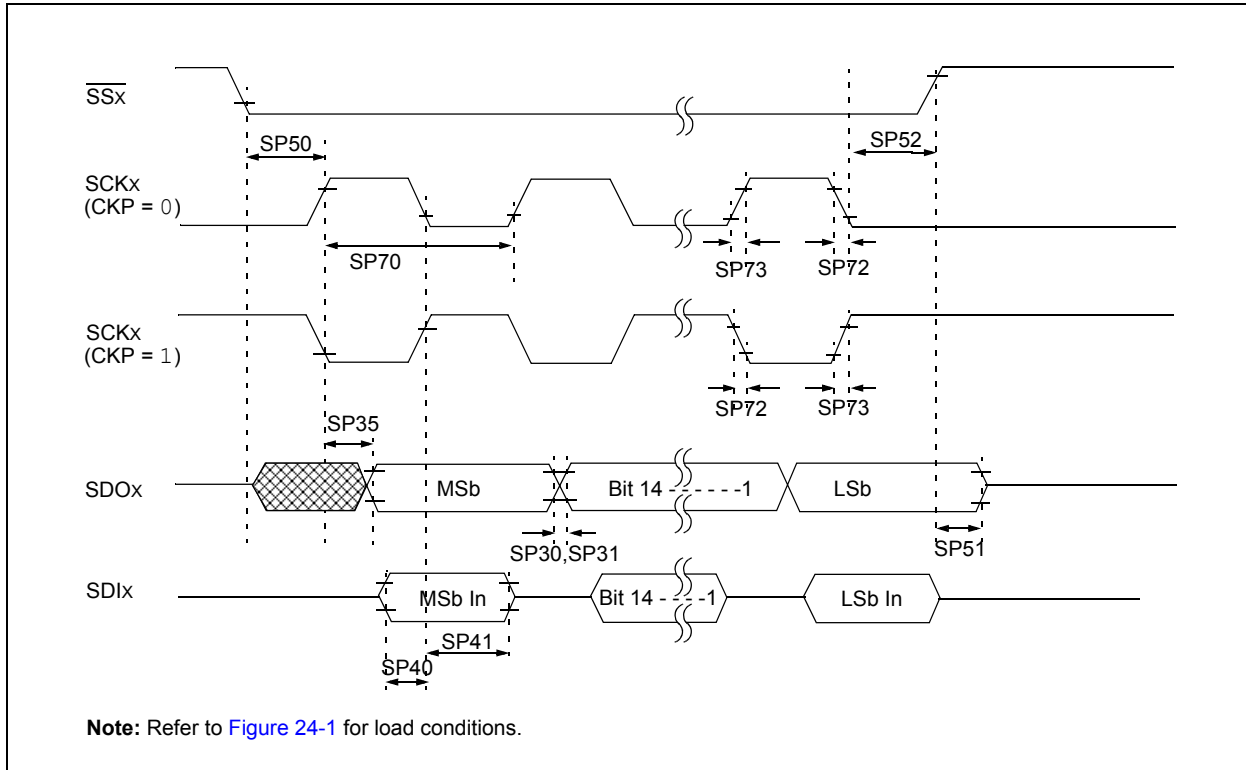 SSx
SP50
SP52
SCKx
(CKP = 0)
SP70
SP73
SP72
SCKx
(CKP = 1)
SP72
SP73
SP35
SDOx
MSb
Bit 14 - - - - - -1
LSb
SP30,SP31
SP51
SDIx
MSb In
Bit 14 - - - -1
LSb In
SP41
SP40
Note: Refer to Figure 24-1 for load conditions.